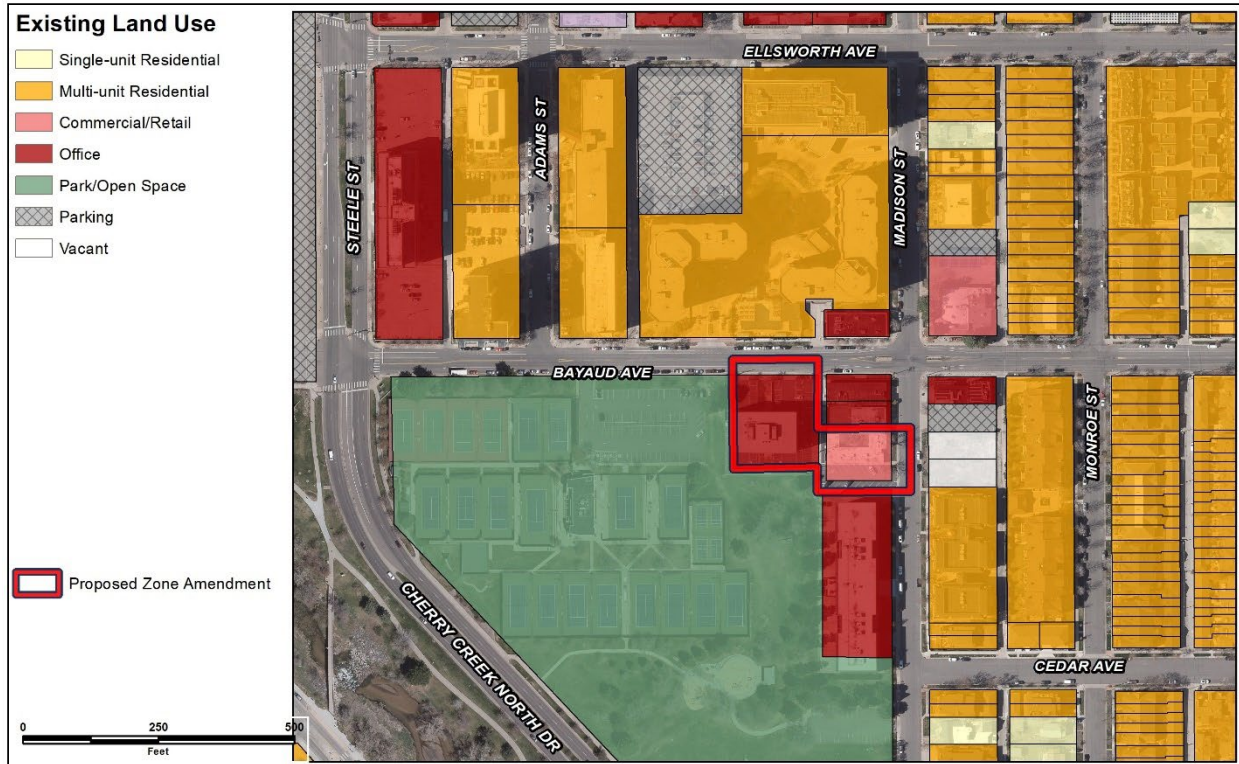 Existing Land Use
Single-unit Residential
Multi-unit Residential
Commercial/Retail
Office
Park/Open Space
Parking
Vacant
Proposed Zone Amendment
0 250 500
Feet
ELLSWORTH AVE
STEELE ST
ADAMS ST
MADISON ST
BAYAUD AVE
MONROE ST
CHERRY CREEK NORTH DR
CEDAR AVE